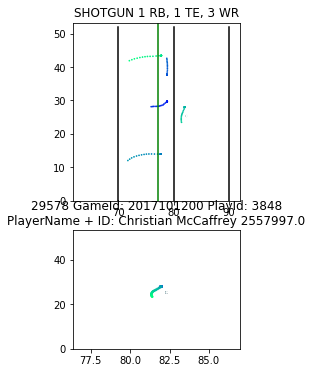 SHOTGUN 1 RB, 1 TE, 3 WR
50
40
30
20
10
0
70 80 90
29578 GameId: 2017101200 PlayId: 3848
PlayerName + ID: Christian McCaffrey 2557997.0
40
20
0
77.5 80.0 82.5 85.0